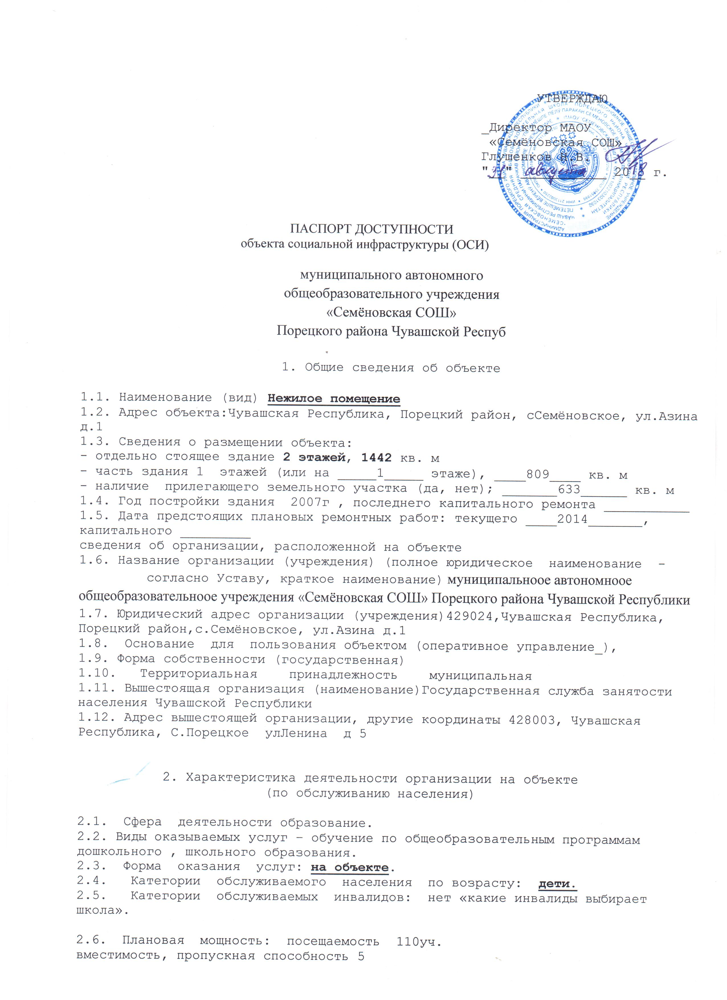 УТВЕРЖДАЮ
_Директор МАОУ
«Семёновская СОШ»
Глушенков Н.В.
"31" августа 2018 г.
ПАСПОРТ ДОСТУПНОСТИ
объекта социальной инфраструктуры (ОСИ)
муниципального автономного
общеобразовательного учреждения
«Семёновская СОШ»
Порецкого района Чувашской Респуб
1. Общие сведения об объекте
1.1. Наименование (вид) Нежилое помещение
1.2. Адрес объекта:Чувашская Республика, Порецкий район, сСемёновское, ул.Азина
д.1
1.3. Сведения о размещении объекта:
- отдельно стоящее здание 2 этажей, 1442 кв. м
- часть здания 1 этажей (или на _____1_____ этаже), ____809____ кв. м
- наличие прилегающего земельного участка (да, нет); _______633______ кв. м
1.4. Год постройки здания 2007г , последнего капитального ремонта ___________
1.5. Дата предстоящих плановых ремонтных работ: текущего ____2014_______,
капитального _________
сведения об организации, расположенной на объекте
1.6. Название организации (учреждения) (полное юридическое наименование -
согласно Уставу, краткое наименование) муниципальноое автономноое
общеобразовательноое учреждения «Семёновская СОШ» Порецкого района Чувашской Республики
1.7. Юридический адрес организации (учреждения)429024,Чувашская Республика,
Порецкий район,с.Семёновское, ул.Азина д.1
1.8. Основание для пользования объектом (оперативное управление_),
1.9. Форма собственности (государственная)
1.10. Территориальная принадлежность муниципальная
1.11. Вышестоящая организация (наименование)Государственная служба занятости
населения Чувашской Республики
1.12. Адрес вышестоящей организации, другие координаты 428003, Чувашская
Республика, С.Порецкое улЛенина д 5
2. Характеристика деятельности организации на объекте
(по обслуживанию населения)
2.1. Сфера деятельности образование.
2.2. Виды оказываемых услуг – обучение по общеобразовательным программам
дошкольного , школьного образования.
2.3. Форма оказания услуг: на объекте.
2.4. Категории обслуживаемого населения по возрасту: дети.
2.5. Категории обслуживаемых инвалидов: нет «какие инвалиды выбирает
школа».
2.6. Плановая мощность: посещаемость 110уч.
вместимость, пропускная способность 5